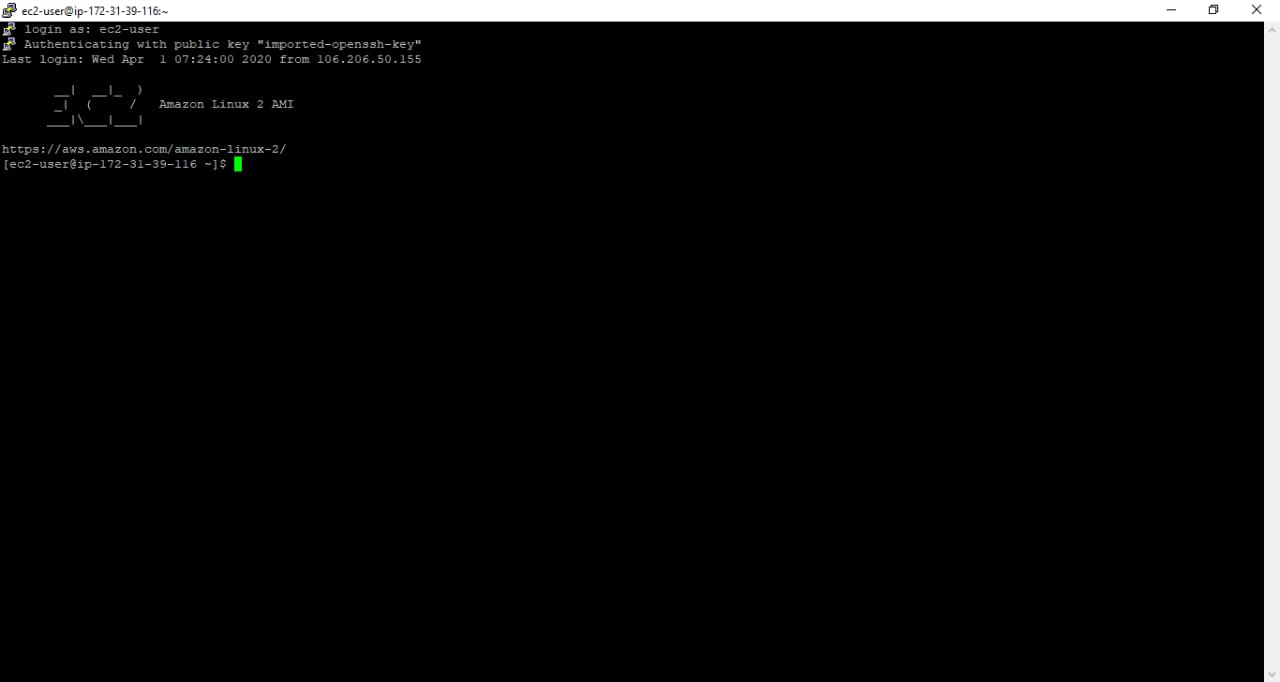 ec2-user@ip-172-31-39-116:~
login as: ec2-user
Authenticating with public key "imported-openssh-key"
Last login: Wed Apr  1 07:24:00 2020 from 106.206.50.155
       __|  __|_  )
       _|  (     /   Amazon Linux 2 AMI
      ___|\___|___|
https://aws.amazon.com/amazon-linux-2/
[ec2-user@ip-172-31-39-116 ~]$